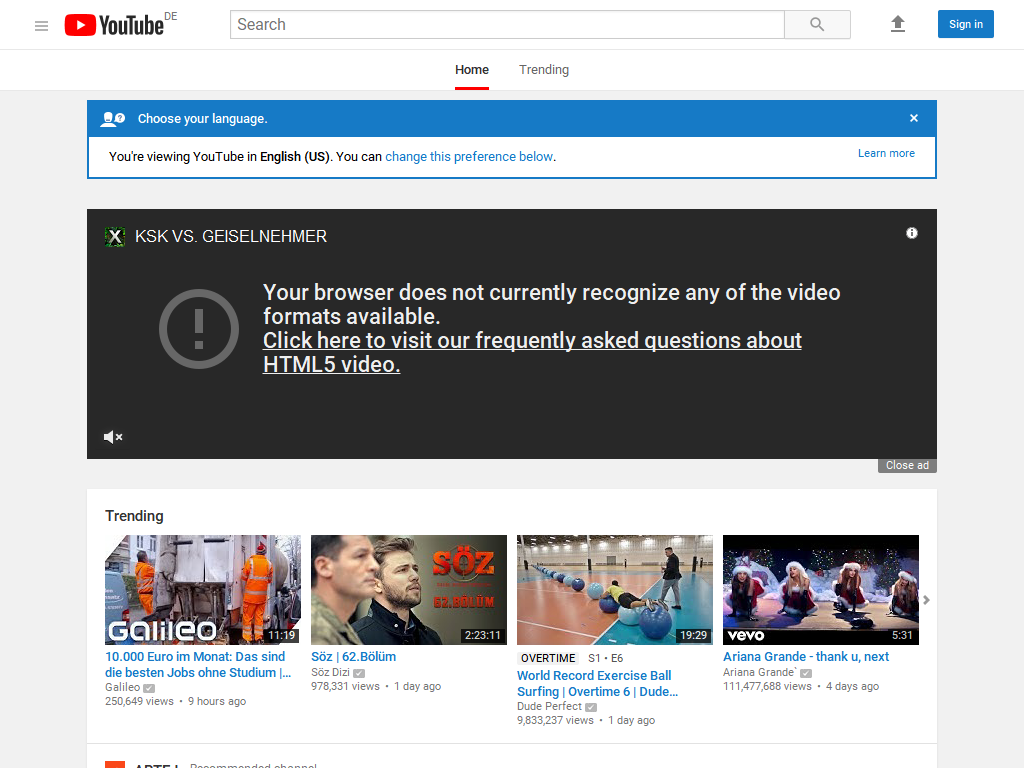 YouTube DE
Search
Sign in
Home
Trending
Choose your language.
×
You're viewing YouTube in English (US). You can change this preference below.
Learn more
KSK VS. GEISELNEHMER
Your browser does not currently recognize any of the video
formats available.
Click here to visit our frequently asked questions about
HTML5 video.
Close ad
Trending
GALILEO
11:19
SÖZ
62.BÖLÜM
2:23:11
19:29
vevo
5:31
10.000 Euro im Monat: Das sind
die besten Jobs ohne Studium |...
Galileo
250,649 views • 9 hours ago
Söz | 62.Bölüm
Söz Dizi
978,331 views • 1 day ago
OVERTIME S1 • E6
World Record Exercise Ball
Surfing | Overtime 6 | Dude...
Dude Perfect
9,833,237 views • 1 day ago
Ariana Grande - thank u, next
Ariana Grande`
111,477,688 views • 4 days ago
Recommended channel